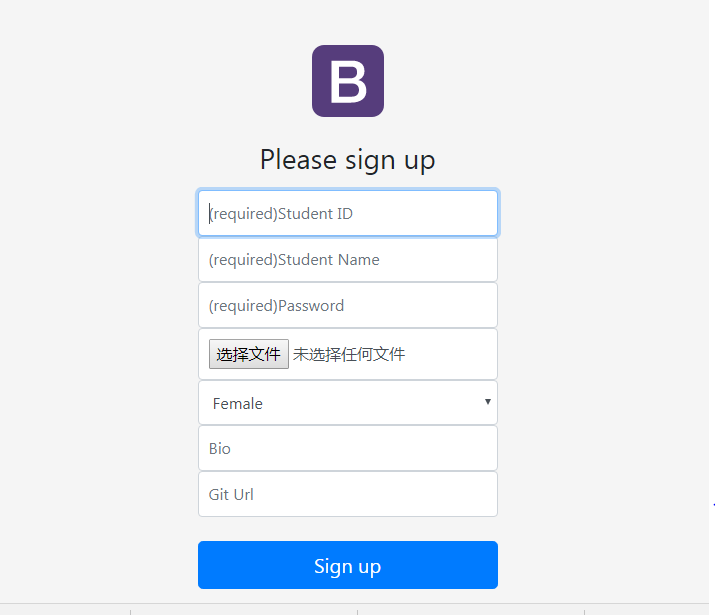 B
Please sign up
(required)Student ID
(required)Student Name
(required)Password
选择文件 未选择任何文件
Female
Bio
Git Url
Sign up